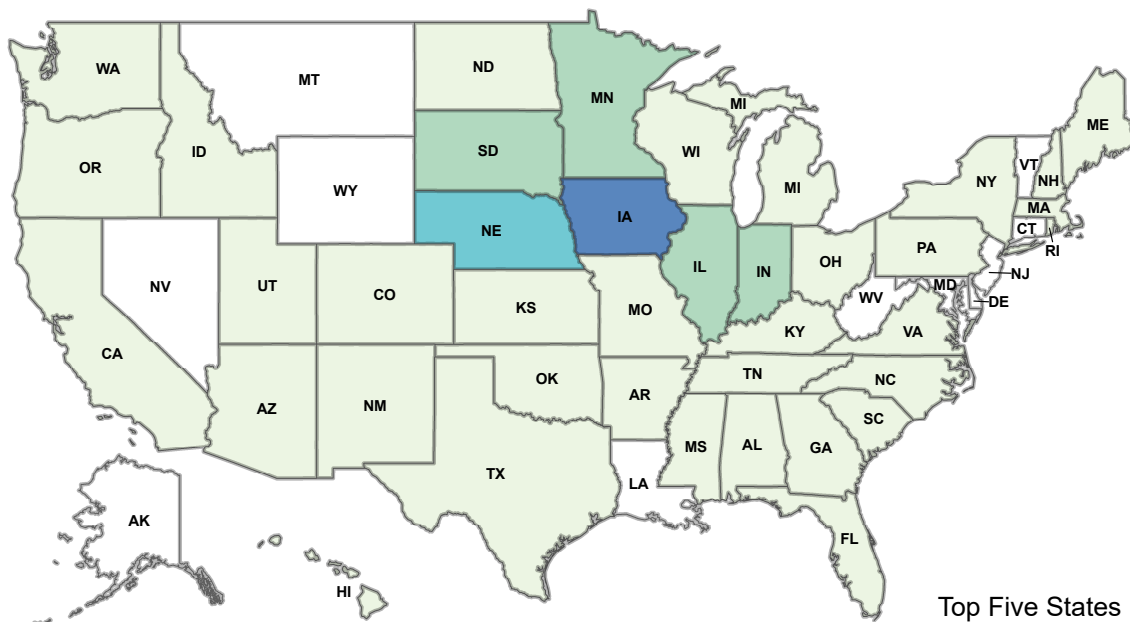 WA
MT
ND
MN
MI
ME
OR
ID
SD
WI
VT
NH
NY
WY
MI
MA
NE
IA
CT
RI
PA
NV
UT
CO
IL
IN
OH
NJ
MD
DE
WV
KS
MO
KY
VA
CA
TN
NC
OK
AZ
NM
AR
SC
MS
AL
GA
TX
LA
AK
FL
HI
Top Five States